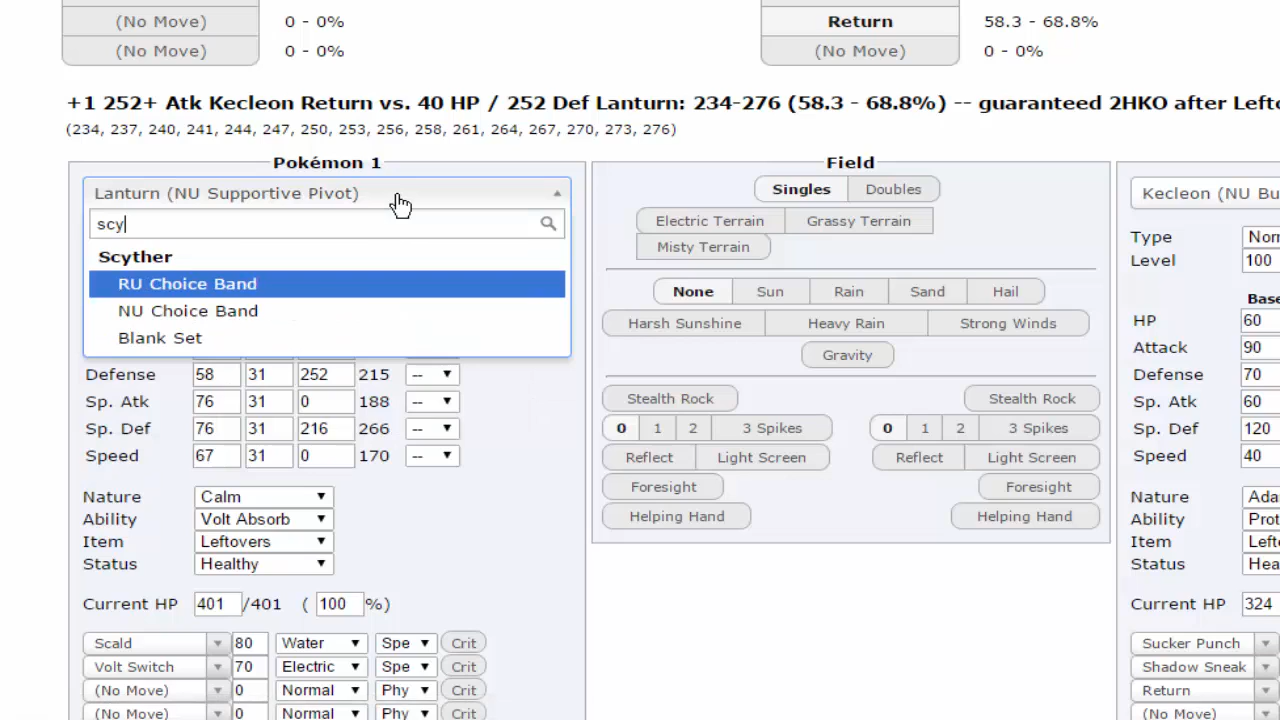 (No Move) 0 - 0% Return 58.3 - 68.8%
(No Move) 0 - 0% (No Move) 0 - 0%
+1 252+ Atk Kecleon Return vs. 40 HP / 252 Def Lanturn: 234-276 (58.3 - 68.8%) -- guaranteed 2HKO after Lefto
(234, 237, 240, 241, 244, 247, 250, 253, 256, 258, 261, 264, 267, 270, 273, 276)
Pokémon 1
Lanturn (NU Supportive Pivot)
scy
Scyther
RU Choice Band
NU Choice Band
Blank Set
Defense 58 31 252 215 --
Sp. Atk 76 31 0 188 --
Sp. Def 76 31 216 266 --
Speed 67 31 0 170 --
Nature Calm
Ability Volt Absorb
Item Leftovers
Status Healthy
Current HP 401 /401 ( 100 %)
Scald 80 Water Spe Crit
Volt Switch 70 Electric Spe Crit
(No Move) 0 Normal Phy Crit
(No Move) 0 Normal Phy Crit
Field
Singles Doubles
Electric Terrain Grassy Terrain
Misty Terrain
None Sun Rain Sand Hail
Harsh Sunshine Heavy Rain Strong Winds
Gravity
Stealth Rock Stealth Rock
0 1 2 3 Spikes 0 1 2 3 Spikes
Reflect Light Screen Reflect Light Screen
Foresight Foresight
Helping Hand Helping Hand
Kecleon (NU Bu
Type Norn
Level 100
Base
HP 60
Attack 90
Defense 70
Sp. Atk 60
Sp. Def 120
Speed 40
Nature Ada
Ability Prot
Item Lefto
Status Hea
Current HP 324
Sucker Punch
Shadow Sneak
Return
(No Move)